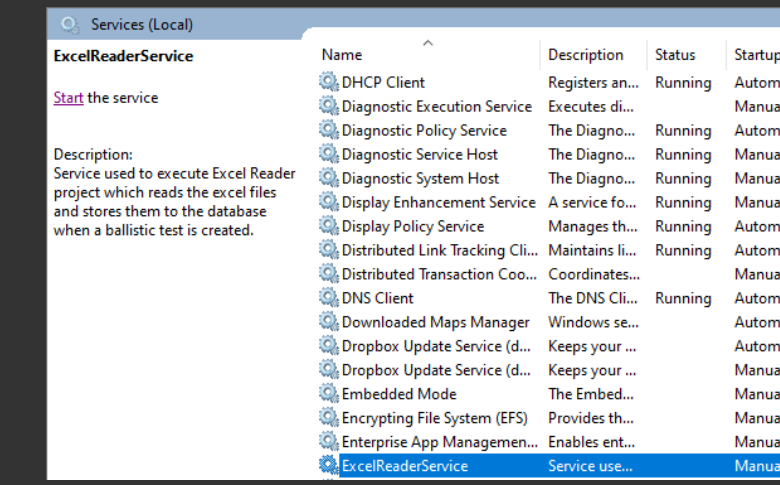 Services (Local)
ExcelReaderService
Start the service
Description:
Service used to execute Excel Reader
project which reads the excel files
and stores them to the database
when a ballistic test is created.
Name Description Status Startup
DHCP Client Registers an... Running Autom
Diagnostic Execution Service Executes di... Manua
Diagnostic Policy Service The Diagno... Running Autom
Diagnostic Service Host The Diagno... Running Manua
Diagnostic System Host The Diagno... Running Manua
Display Enhancement Service A service fo... Running Manua
Display Policy Service Manages th... Running Autom
Distributed Link Tracking Cli... Maintains li... Running Autom
Distributed Transaction Coo... Coordinates... Manua
DNS Client The DNS Cli... Running Autom
Downloaded Maps Manager Windows se... Autom
Dropbox Update Service (d... Keeps your ... Autom
Dropbox Update Service (d... Keeps your ... Manua
Embedded Mode The Embed... Manua
Encrypting File System (EFS) Provides th... Manua
Enterprise App Managemen... Enables ent... Manua
ExcelReaderService Service use... Manua